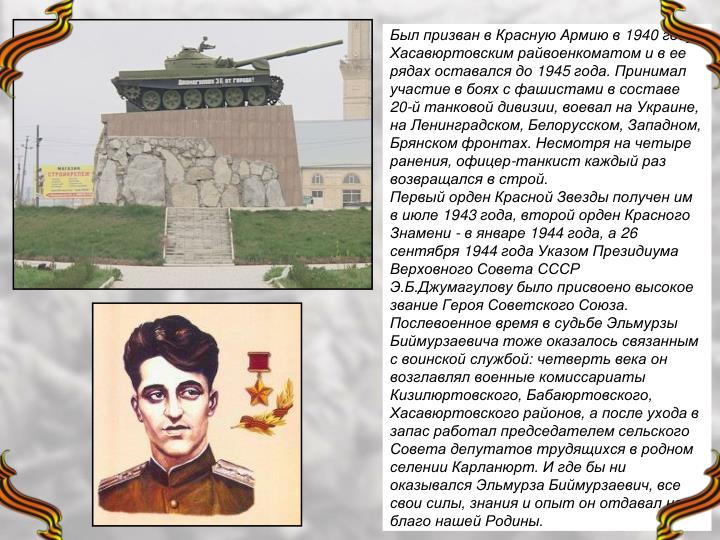 Джамагулова Э.Б от города!
МАГАЗИН
СТРОЙКРЕПЕЖ
Был призван в Красную Армию в 1940
Хасавюртовским райвоенкоматом и в ее
рядах оставался до 1945 года. Принимал
участие в боях с фашистами в составе
20-й танковой дивизии, воевал на Украине,
на Ленинградском, Белорусском, Западном,
Брянском фронтах. Несмотря на четыре
ранения, офицер-танкист каждый раз
возвращался в строй.
Первый орден Красной Звезды получен им
в июле 1943 года, второй орден Красного
Знамени - в январе 1944 года, а 26
сентября 1944 года Указом Президиума
Верховного Совета СССР
Э.Б.Джумагулову было присвоено высокое
звание Героя Советского Союза.
Послевоенное время в судьбе Эльмурзы
Биймурзаевича тоже оказалось связанным
с воинской службой: четверть века он
возглавлял военные комиссариаты
Кизилюртовского, Бабаюртовского,
Хасавюртовского районов, а после ухода в
запас работал председателем сельского
Совета депутатов трудящихся в родном
селении Карланюрт. И где бы ни
оказывался Эльмурза Биймурзаевич, все
свои силы, знания и опыт он отдавал
благо нашей Родины.